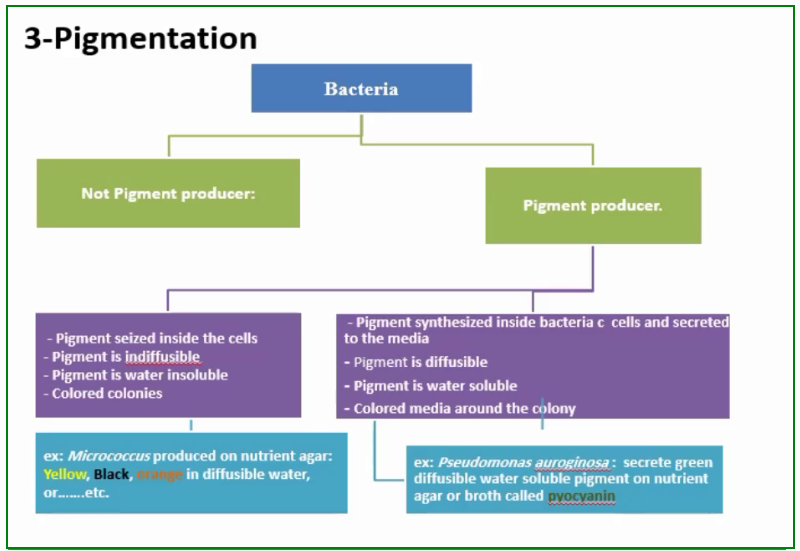 3-Pigmentation
Bacteria
Not Pigment producer:
Pigment producer.
- Pigment seized inside the cells
- Pigment is indiffusible
- Pigment is water insoluble
- Colored colonies
- Pigment synthesized inside bacteria c cells and secreted
to the media
- Pigment is diffusible
- Pigment is water soluble
- Colored media around the colony
ex: Micrococcus produced on nutrient agar:
Yellow, Black, orange in diffusible water,
or.......etc.
ex: Pseudomonas auroginosa: secrete green
diffusible water soluble pigment on nutrient
agar or broth called pyocyanin